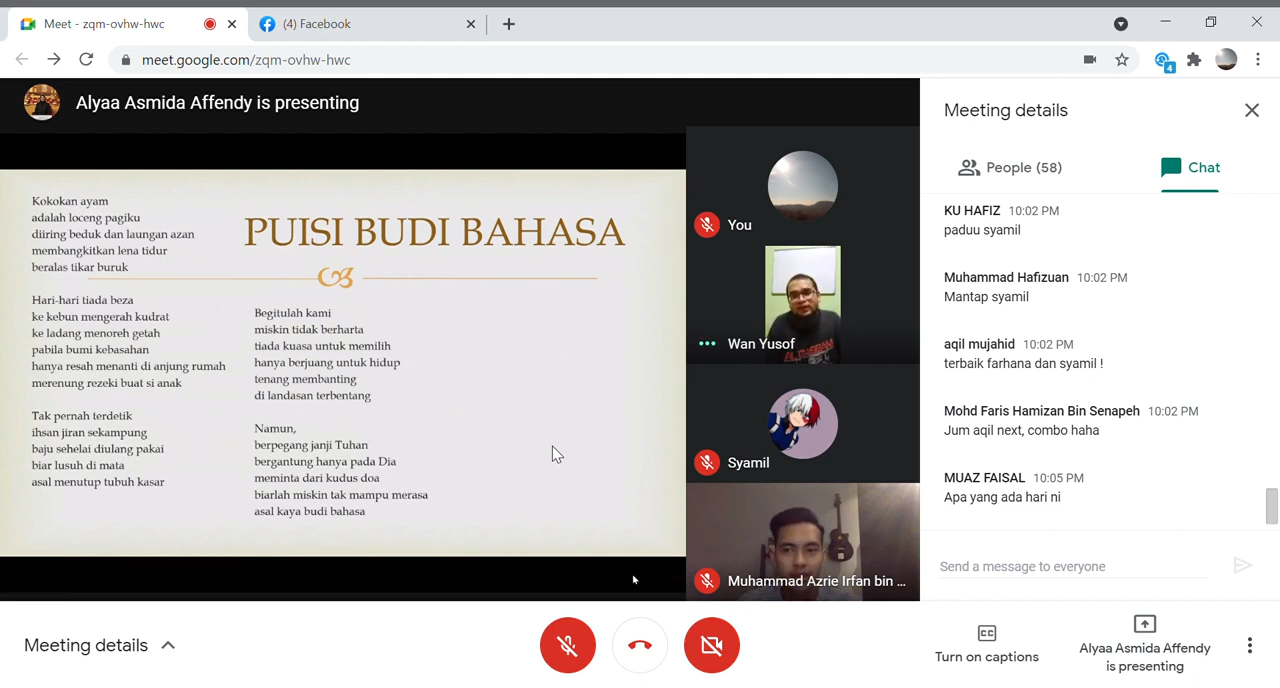 Meet - zqm-ovhw-hwc
(4) Facebook
meet.google.com/zqm-ovhw-hwc
4
Alyaa Asmida Affendy is presenting
PUISI BUDI BAHASA
Kokokan ayam
adalah loceng pagiku
diiring beduk dan laungan azan
membangkitkan lena tidur
beralas tikar buruk
Hari-hari tiada beza
ke kebun mengerah kudrat
ke ladang menoreh getah
pabila bumi kebasahan
hanya resah menanti di anjung rumah
merenung rezeki buat si anak
Tak pernah terdetik
ihsan jiran sekampung
baju sehelai diulang pakai
biar lusuh di mata
asal menutup tubuh kasar
Begitulah kami
miskin tidak berharta
tiada kuasa untuk memilih
hanya berjuang untuk hidup
tenang membanting
di landasan terbentang
Namun,
berpegang janji Tuhan
bergantung hanya pada Dia
meminta dari kudus doa
biarlah miskin tak mampu merasa
asal kaya budi bahasa
You
Wan Yusof
Syamil
Muhammad Azrie Irfan bin ...
Meeting details
People (58)
Chat
KU HAFIZ 10:02 PM
paduu syamil
Muhammad Hafizuan 10:02 PM
Mantap syamil
aqil mujahid 10:02 PM
terbaik farhana dan syamil !
Mohd Faris Hamizan Bin Senapeh 10:02 PM
Jum aqil next, combo haha
MUAZ FAISAL 10:05 PM
Apa yang ada hari ni
Send a message to everyone
Meeting details
CC
Turn on captions
Alyaa Asmida Affendy
is presenting